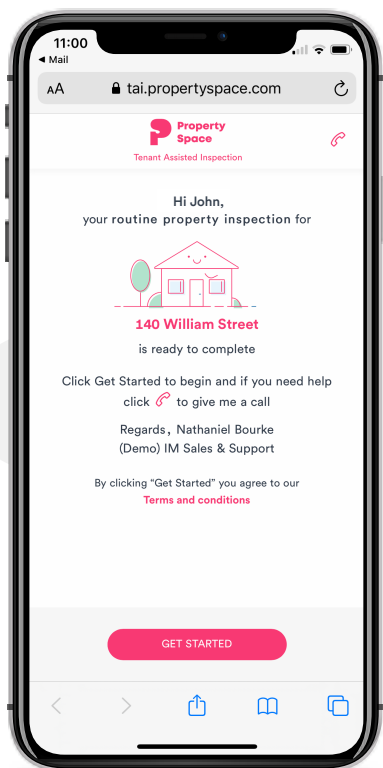 11:00
◀ Mail
AA tai.propertyspace.com
Property
Space
Tenant Assisted Inspection
Hi John,
your routine property inspection for
140 William Street
is ready to complete
Click Get Started to begin and if you need help
click to give me a call
Regards, Nathaniel Bourke
(Demo) IM Sales & Support
By clicking “Get Started” you agree to our
Terms and conditions
GET STARTED